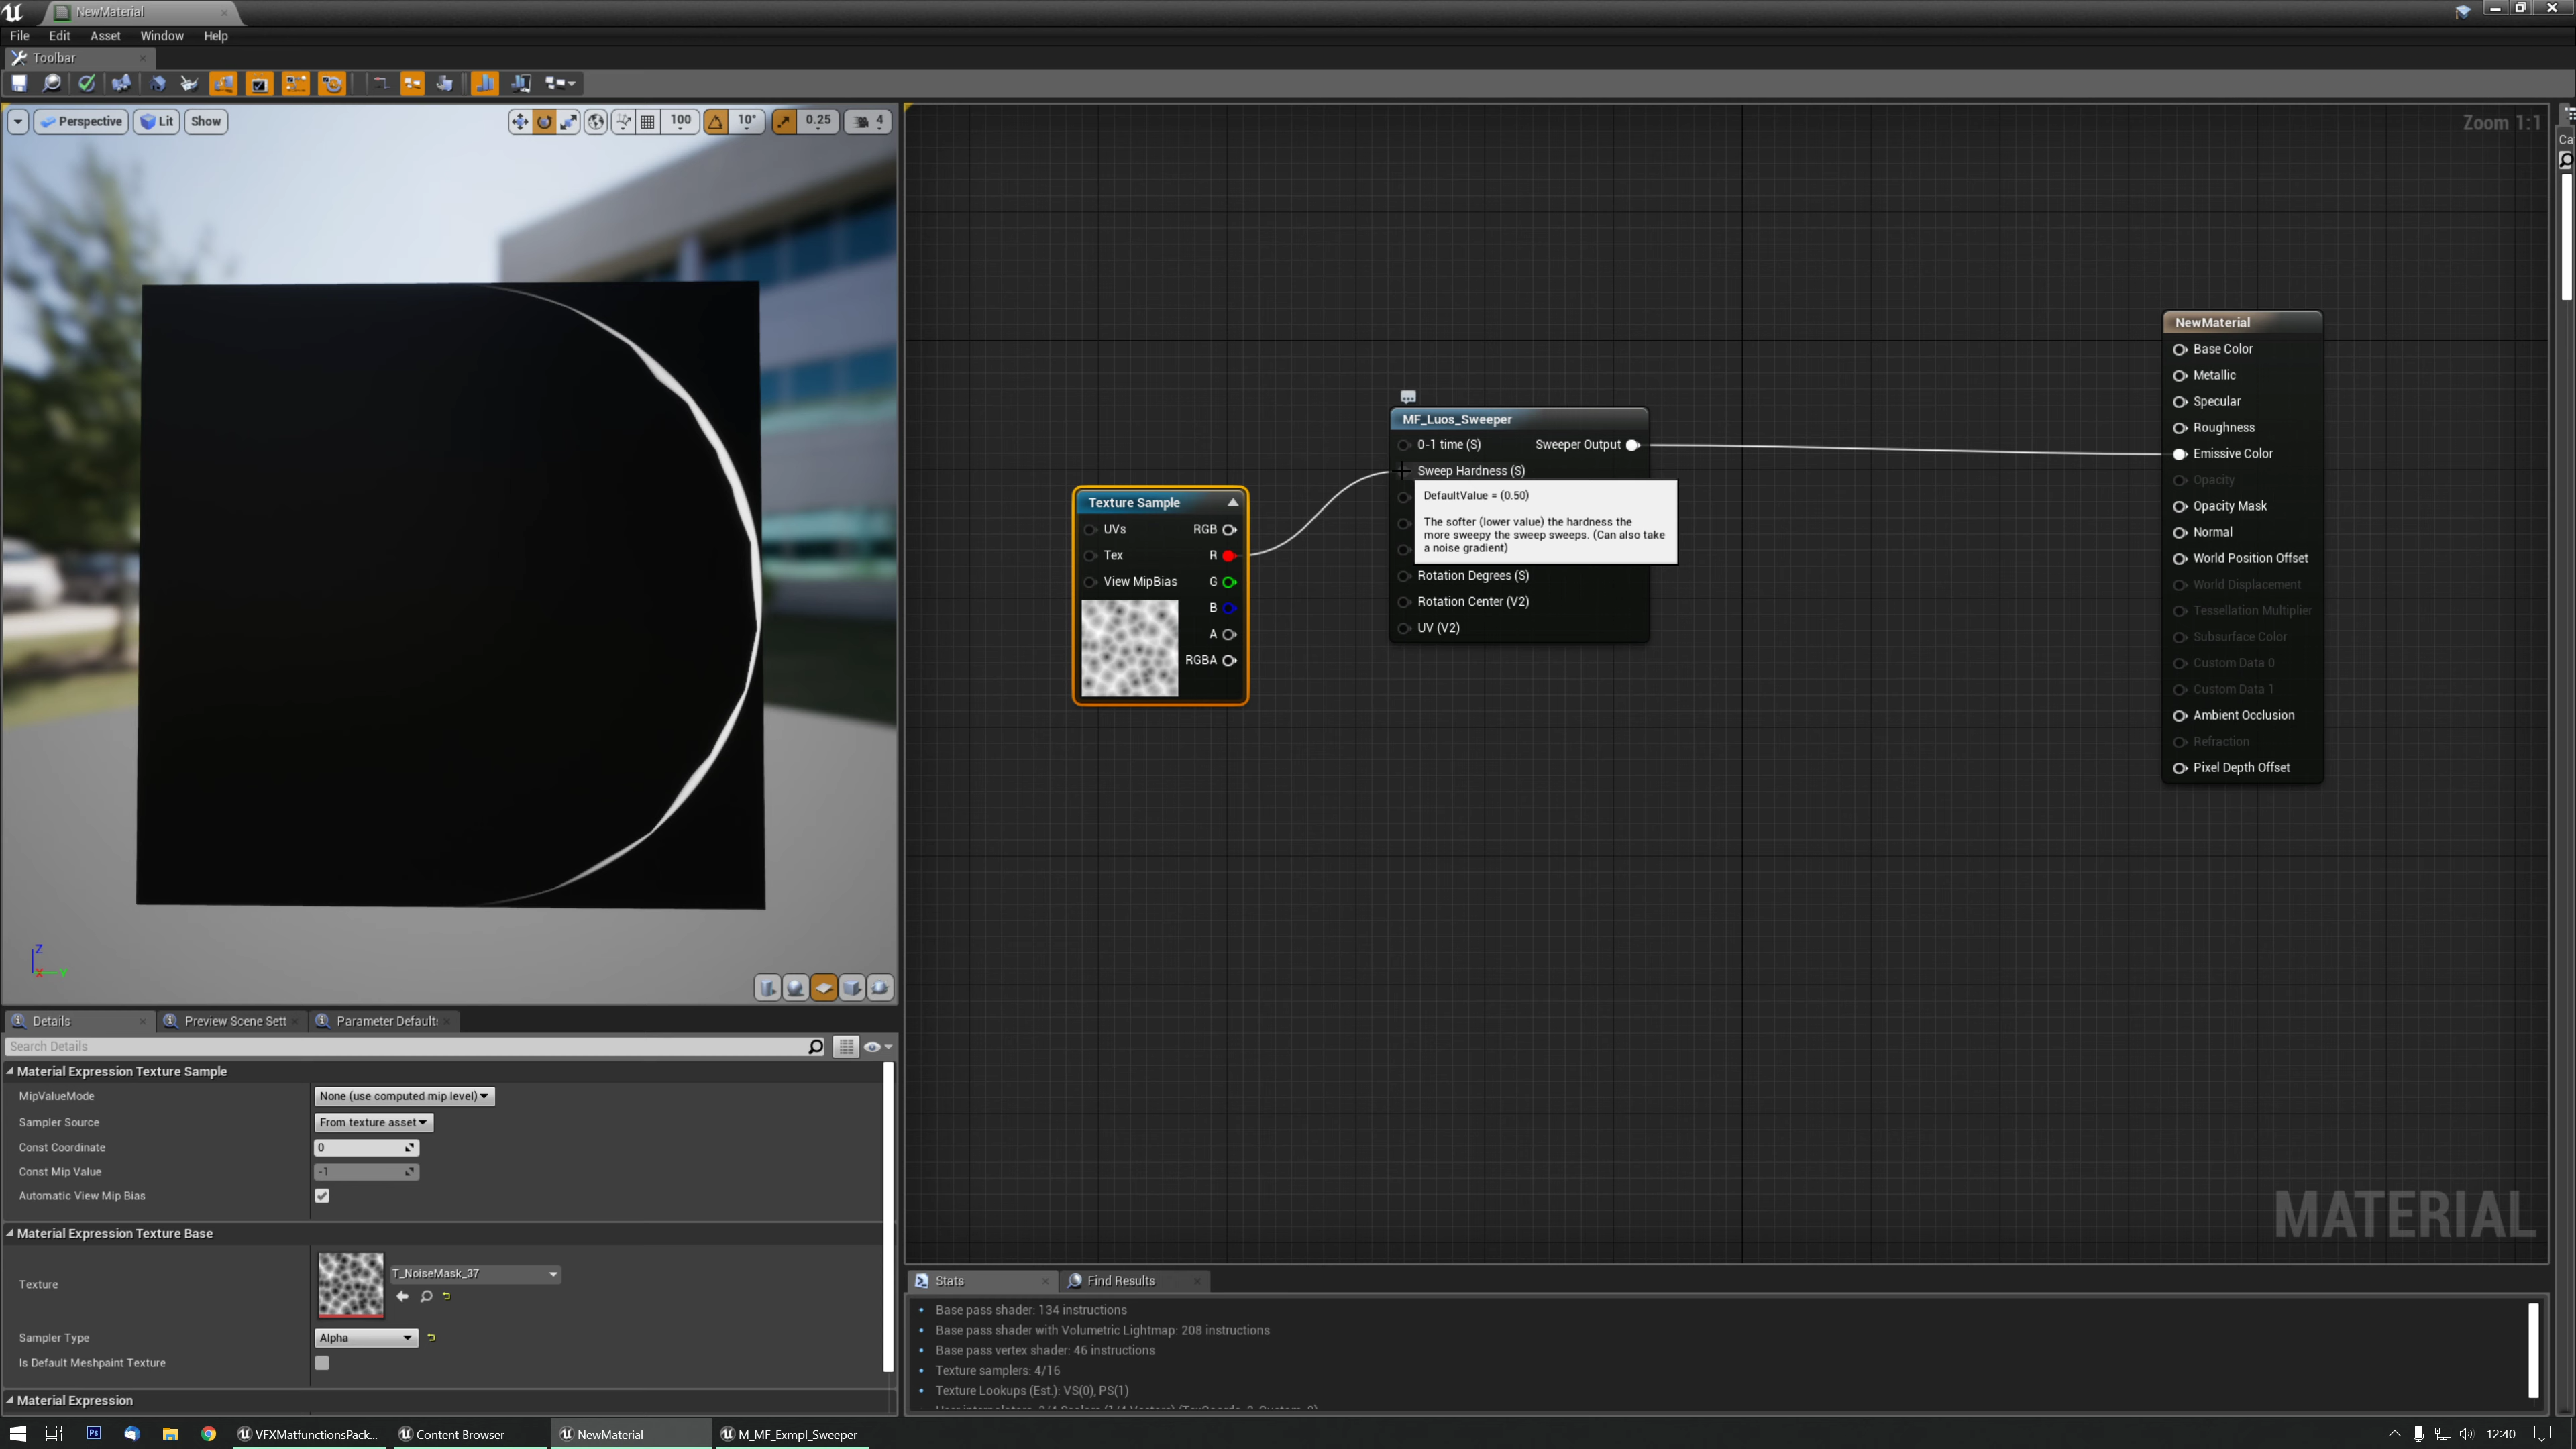 NewMaterial
File Edit Asset Window Help
Toolbar
Perspective Lit Show 100 10° 0.25 4
Zoom 1:1
Ca
MF_Luos_Sweeper
0-1 time (S) Sweeper Output
Sweep Hardness (S)
DefaultValue = (0.50)
The softer (lower value) the hardness the
more sweepy the sweep sweeps. (Can also take
a noise gradient)
Rotation Degrees (S)
Rotation Center (V2)
UV (V2)
Texture Sample
UVs RGB
Tex R
View MipBias G
B
A
RGBA
NewMaterial
Base Color
Metallic
Specular
Roughness
Emissive Color
Opacity
Opacity Mask
Normal
World Position Offset
World Displacement
Tessellation Multiplier
Subsurface Color
Custom Data 0
Custom Data 1
Ambient Occlusion
Refraction
Pixel Depth Offset
MATERIAL
Z
X Y
Details Preview Scene Sett Parameter Defaults
Search Details
Material Expression Texture Sample
MipValueMode None (use computed mip level)
Sampler Source From texture asset
Const Coordinate 0
Const Mip Value -1
Automatic View Mip Bias
Material Expression Texture Base
Texture T_NoiseMask_37
Sampler Type Alpha
Is Default Meshpaint Texture
Material Expression
Stats Find Results
Base pass shader: 134 instructions
Base pass shader with Volumetric Lightmap: 208 instructions
Base pass vertex shader: 46 instructions
Texture samplers: 4/16
Texture Lookups (Est.): VS(0), PS(1)
Ps VFXMatfunctionsPack... Content Browser NewMaterial M_MF_Exmpl_Sweeper 12:40